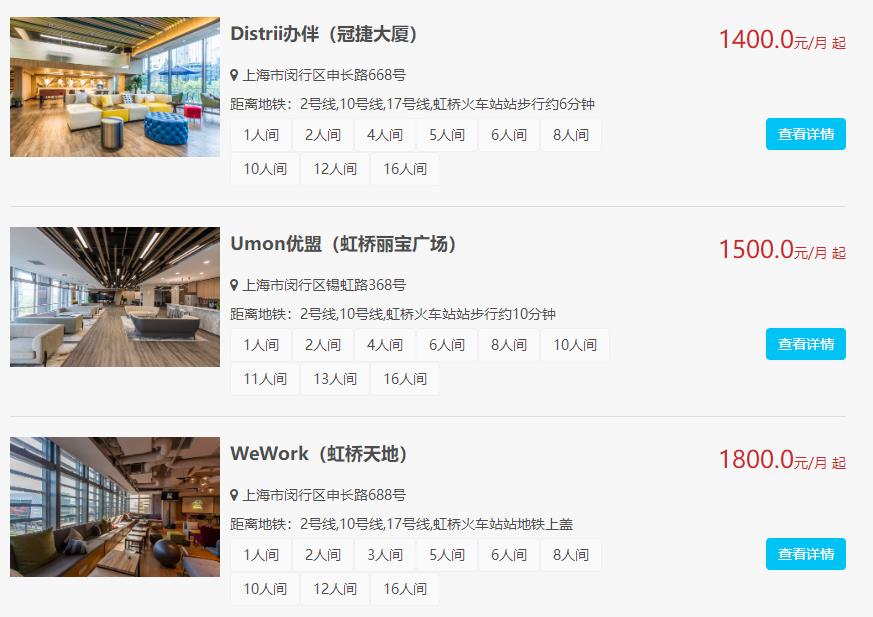 Distrii办伴（冠捷大厦）
1400.0元/月 起
上海市闵行区申长路668号
距离地铁：2号线,10号线,17号线,虹桥火车站站步行约6分钟
1人间 2人间 4人间 5人间 6人间 8人间
查看详情
10人间 12人间 16人间
Umon优盟（虹桥丽宝广场）
1500.0元/月 起
上海市闵行区锡虹路368号
距离地铁：2号线,10号线,虹桥火车站站步行约10分钟
1人间 2人间 4人间 6人间 8人间 10人间
查看详情
11人间 13人间 16人间
WeWork（虹桥天地）
1800.0元/月 起
上海市闵行区申长路688号
距离地铁：2号线,10号线,17号线,虹桥火车站站地铁上盖
1人间 2人间 3人间 5人间 6人间 8人间
查看详情
10人间 12人间 16人间